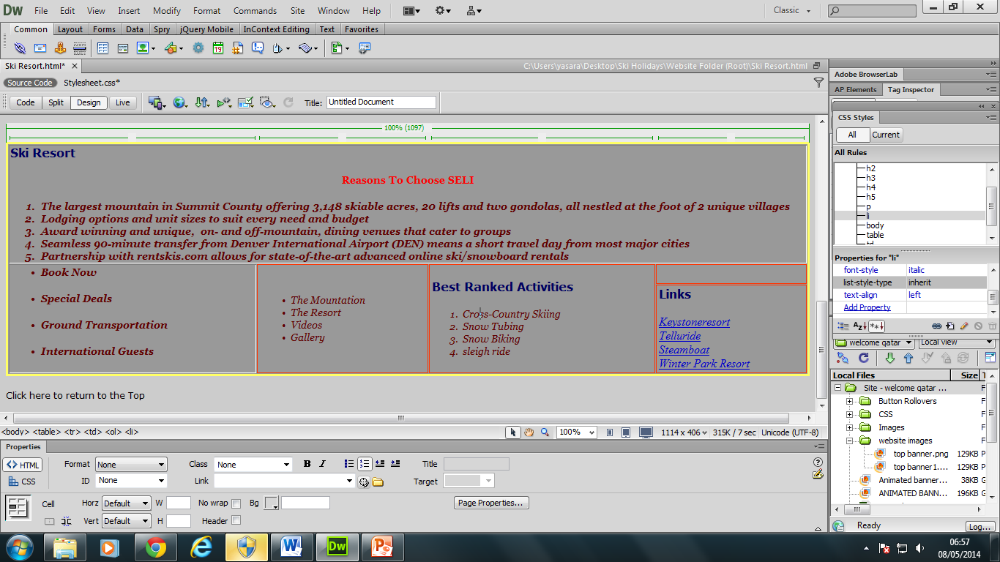 Dw File Edit View Insert Modify Format Commands Site Window Help Classic
Common Layout Forms Data Spry jQuery Mobile InContext Editing Text Favorites
19
Ski Resort.html* C:\Users\yasara\Desktop\Ski Holidays\Website Folder (Root)\Ski Resort.html
Source Code Stylesheet.css*
Code Split Design Live Title: Untitled Document
100% (1097)
Ski Resort
Reasons To Choose SELI
1. The largest mountain in Summit County offering 3,148 skiable acres, 20 lifts and two gondolas, all nestled at the foot of 2 unique villages
2. Lodging options and unit sizes to suit every need and budget
3. Award winning and unique, on- and off-mountain, dining venues that cater to groups
4. Seamless 90-minute transfer from Denver International Airport (DEN) means a short travel day from most major cities
5. Partnership with rentskis.com allows for state-of-the-art advanced online ski/snowboard rentals
• Book Now
• Special Deals
• Ground Transportation
• International Guests
• The Mountation
• The Resort
• Videos
• Gallery
Best Ranked Activities
1. Cross-Country Skiing
2. Snow Tubing
3. Snow Biking
4. sleigh ride
Links
Keystoneresort
Telluride
Steamboat
Winter Park Resort
Click here to return to the Top
<body> <table> <tr> <td> <ol> <li> 100% 1114 x 406 315K / 7 sec Unicode (UTF-8)
Properties
<> HTML Format None Class None B I Title
CSS ID None Link Target
Cell Horz Default W No wrap Bg Page Properties...
Vert Default H Header
Adobe BrowserLab
AP Elements Tag Inspector
CSS Styles
All Current
All Rules
h2
h3
h4
h5
p
li
body
table
td
Properties for "li"
font-style italic
list-style-type inherit
text-align left
Add Property
welcome qatar Local view
Local Files Size T
Site - welcome qatar ... F
Button Rollovers F
CSS F
Images F
website images F
top banner.png 129KB P
top banner1.... 129KB P
Animated banner... 38KB G
ANIMATED BANN... 196KB G
Ready Log...
W Dw P
06:57
08/05/2014